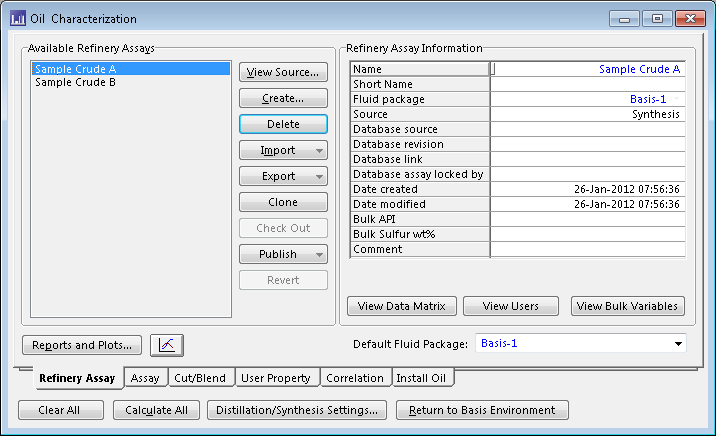 Oil Characterization
Available Refinery Assays
Sample Crude A
Sample Crude B
View Source...
Create...
Delete
Import
Export
Clone
Check Out
Publish
Revert
Refinery Assay Information
Name Sample Crude A
Short Name
Fluid package Basis-1
Source Synthesis
Database source
Database revision
Database link
Database assay locked by
Date created 26-Jan-2012 07:56:36
Date modified 26-Jan-2012 07:56:36
Bulk API
Bulk Sulfur wt%
Comment
View Data Matrix View Users View Bulk Variables
Reports and Plots... Default Fluid Package: Basis-1
Refinery Assay Assay Cut/Blend User Property Correlation Install Oil
Clear All Calculate All Distillation/Synthesis Settings... Return to Basis Environment